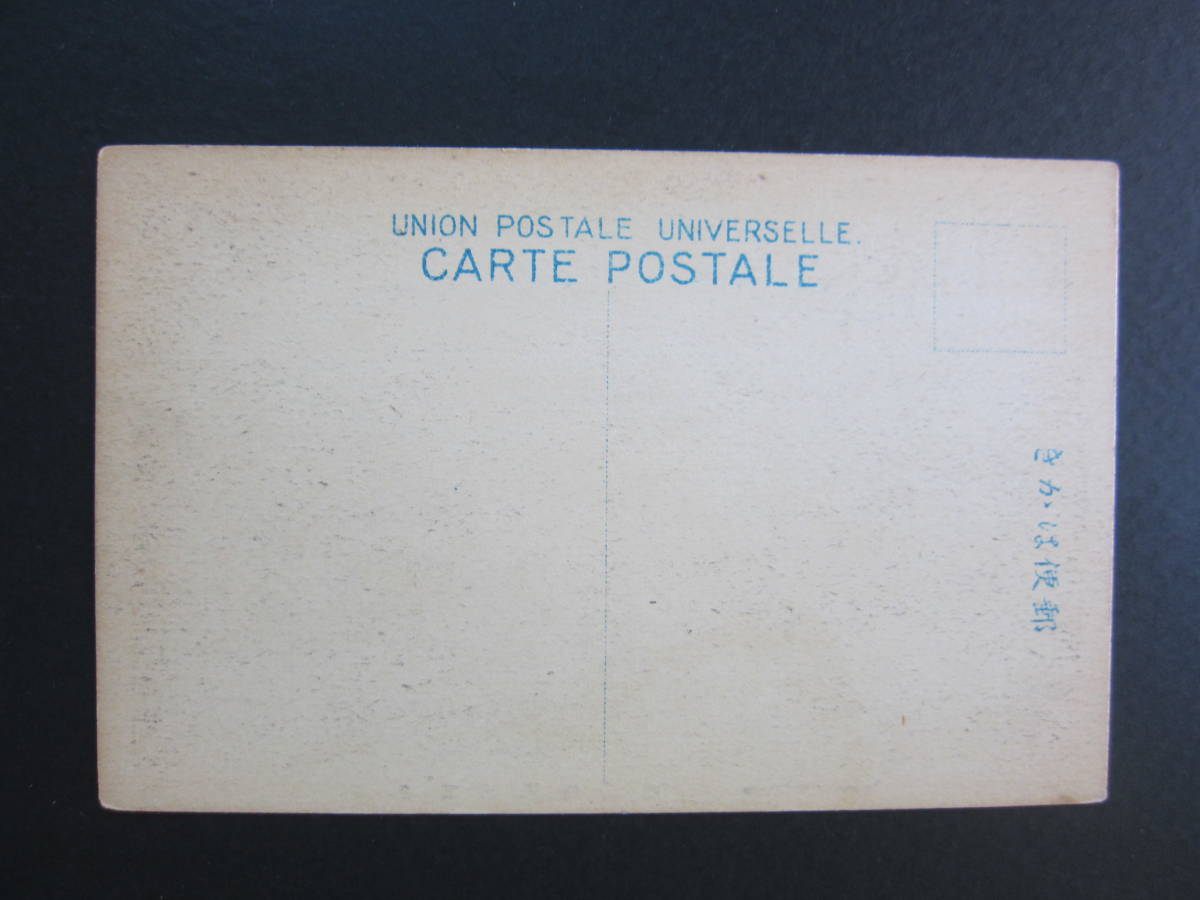 UNION POSTALE UNIVERSELLE.
CARTE POSTALE
きかは便郵